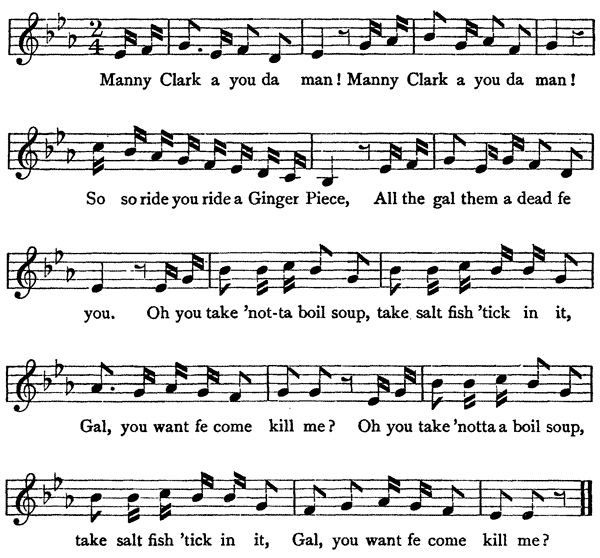 2
4
Manny Clark a you da man! Manny Clark a you da man!
So so ride you ride a Ginger Piece, All the gal them a dead fe
you. Oh you take 'not-ta boil soup, take salt fish 'tick in it,
Gal, you want fe come kill me? Oh you take 'notta a boil soup,
take salt fish 'tick in it, Gal, you want fe come kill me?